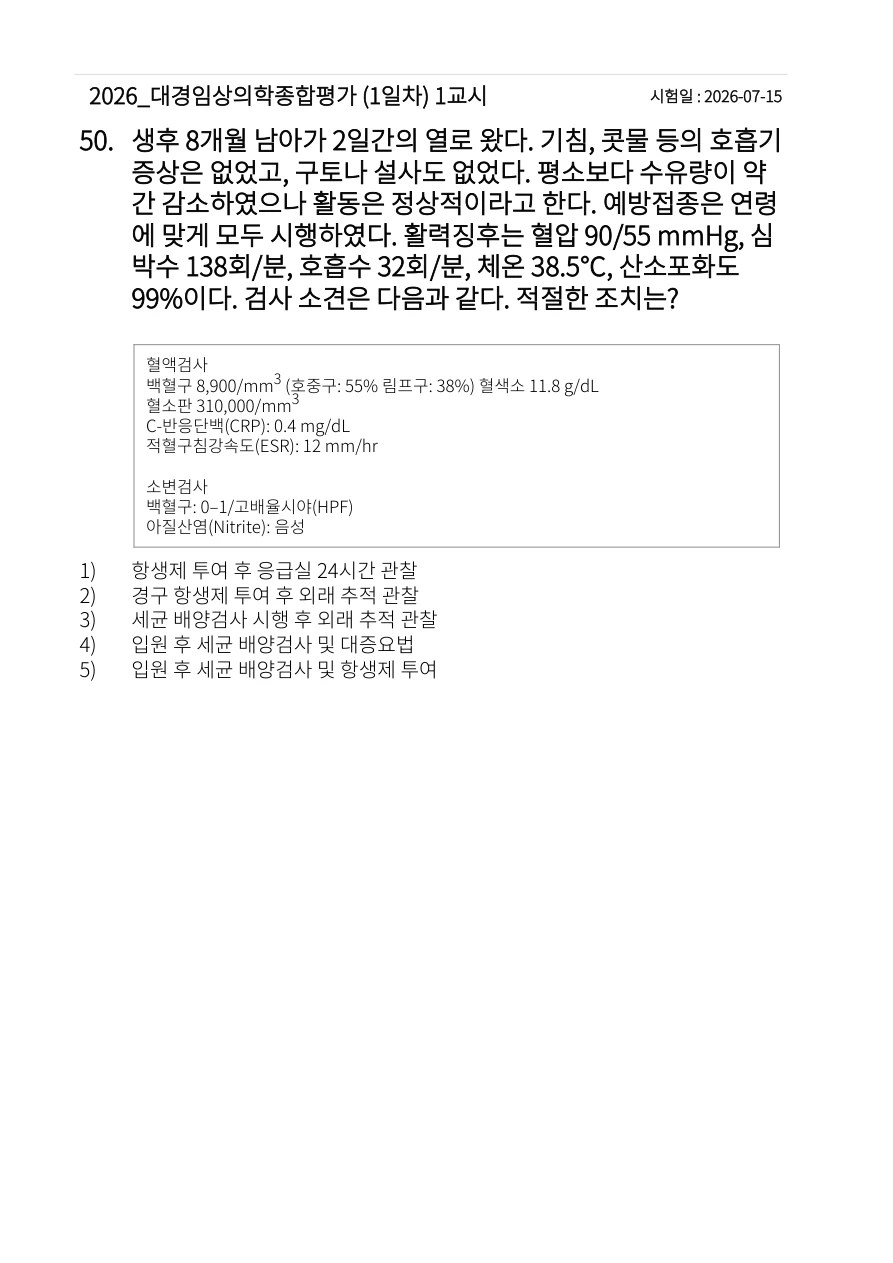 2026_대경임상의학종합평가 (1일차) 1교시
시험일 : 2026-07-15
50. 생후 8개월 남아가 2일간의 열로 왔다. 기침, 콧물 등의 호흡기
증상은 없었고, 구토나 설사도 없었다. 평소보다 수유량이 약
간 감소하였으나 활동은 정상적이라고 한다. 예방접종은 연령
에 맞게 모두 시행하였다. 활력징후는 혈압 90/55 mmHg, 심
박수 138회/분, 호흡수 32회/분, 체온 38.5℃, 산소포화도
99%이다. 검사 소견은 다음과 같다. 적절한 조치는?
혈액검사
백혈구 8,900/mm³ (호중구: 55% 림프구: 38%) 혈색소 11.8 g/dL
혈소판 310,000/mm³
C-반응단백(CRP): 0.4 mg/dL
적혈구침강속도(ESR): 12 mm/hr
소변검사
백혈구: 0–1/고배율시야(HPF)
아질산염(Nitrite): 음성
1) 항생제 투여 후 응급실 24시간 관찰
2) 경구 항생제 투여 후 외래 추적 관찰
3) 세균 배양검사 시행 후 외래 추적 관찰
4) 입원 후 세균 배양검사 및 대증요법
5) 입원 후 세균 배양검사 및 항생제 투여